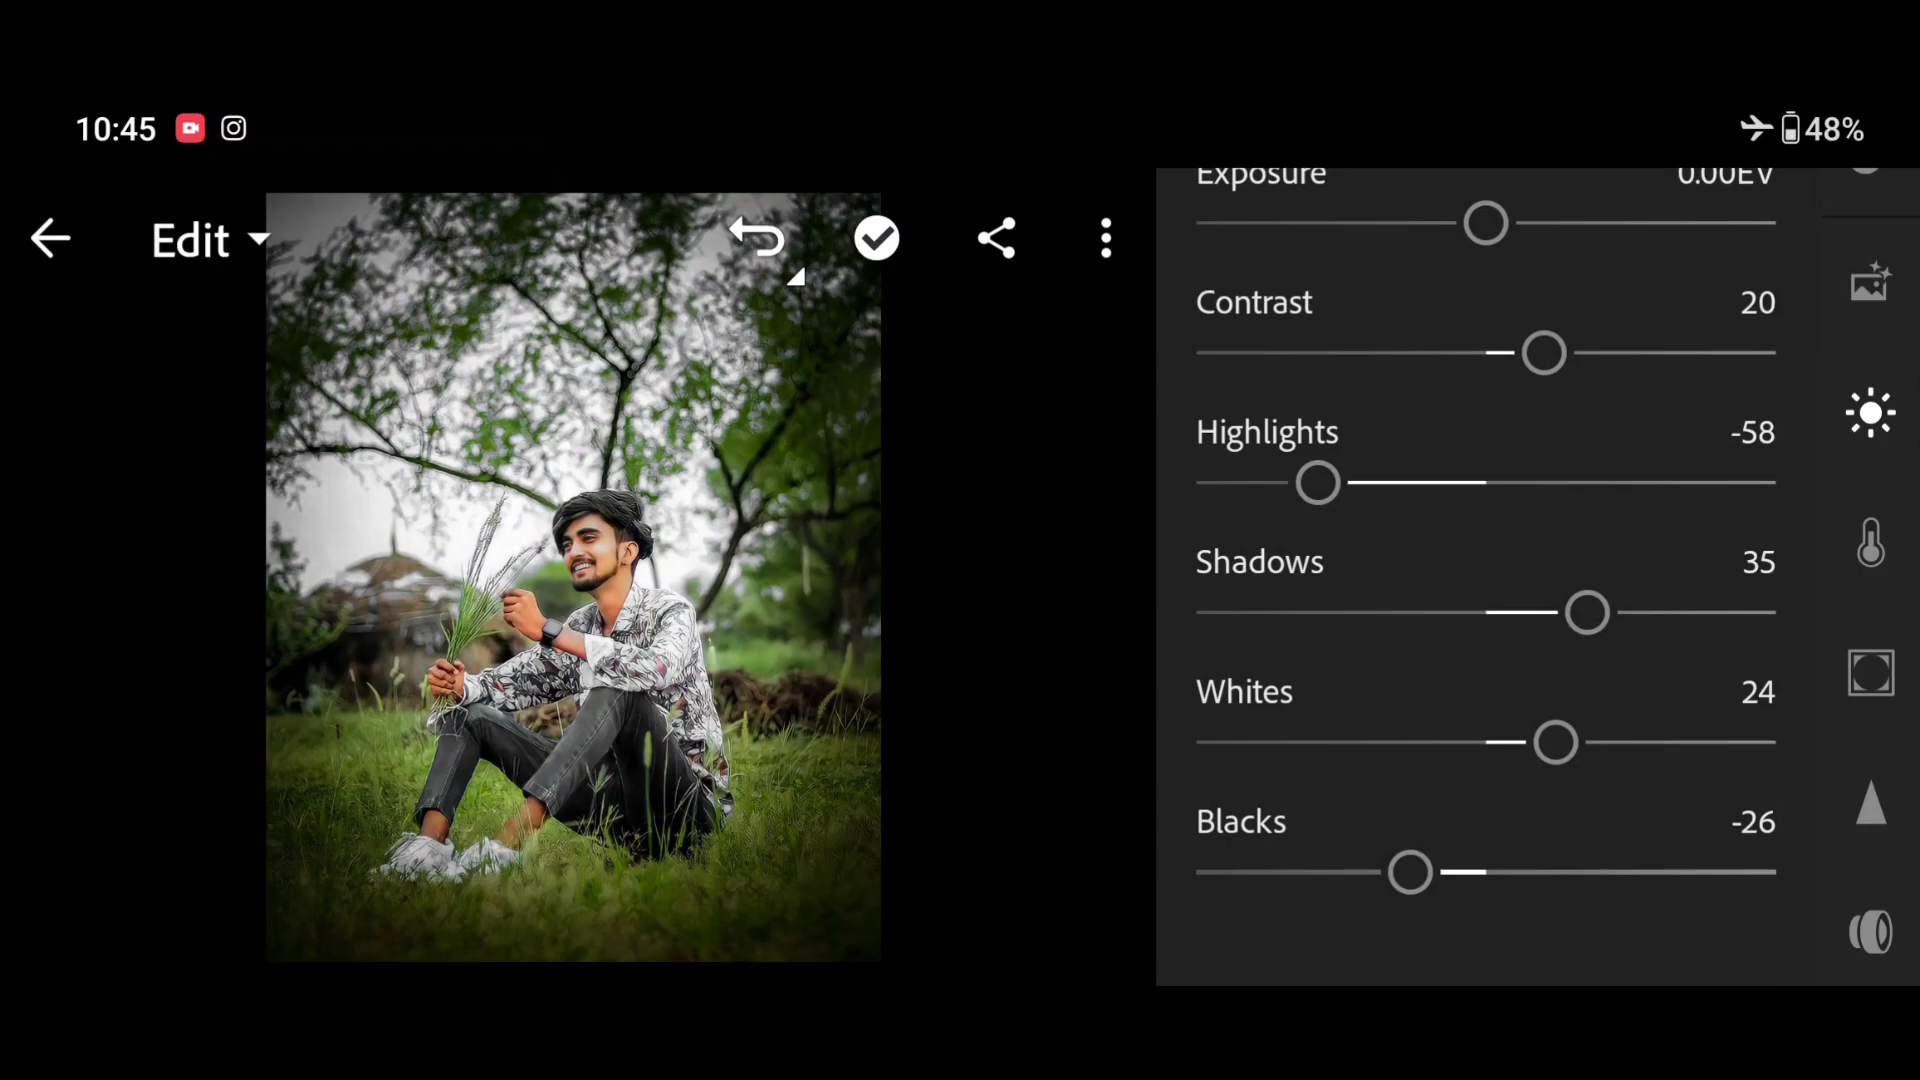 10:45
48%
Edit
Exposure 0.00EV
Contrast 20
Highlights -58
Shadows 35
Whites 24
Blacks -26